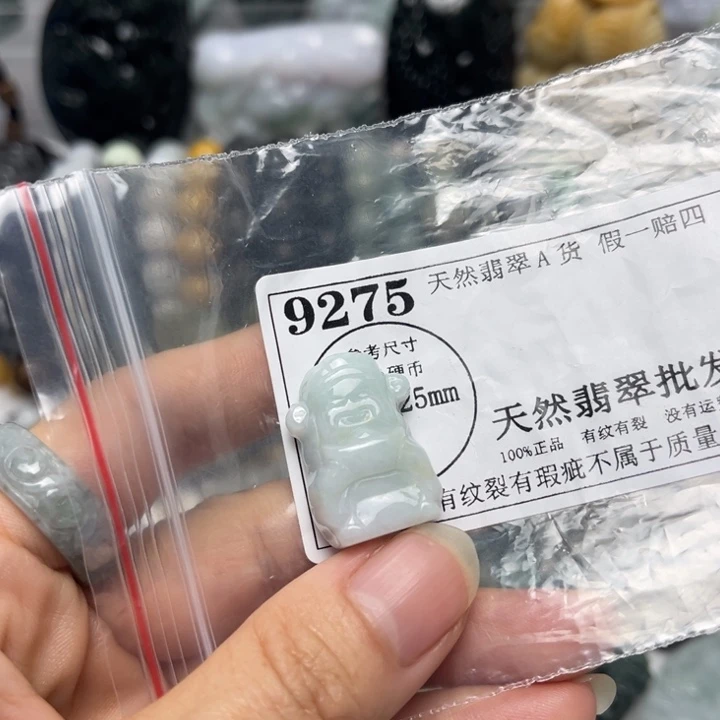 9275
天然翡翠A货 假一赔四
参考尺寸
硬币
25mm
天然翡翠批发
100%正品 有纹有裂 没有运
有纹裂有瑕疵不属于质量